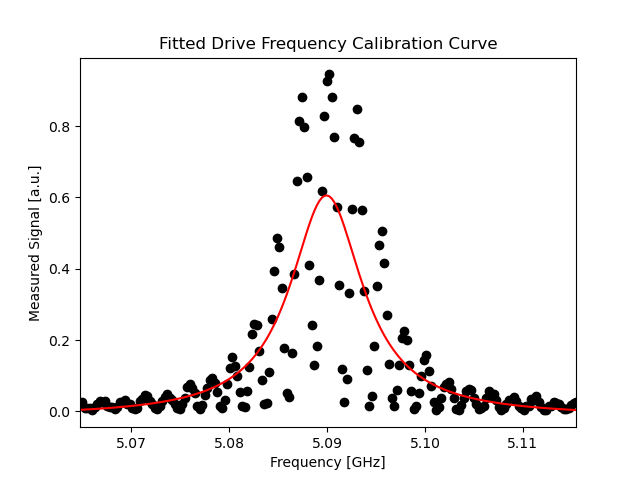 Fitted Drive Frequency Calibration Curve
Measured Signal [a.u.]
0.8
0.6
0.4
0.2
0.0
5.07 5.08 5.09 5.10 5.11
Frequency [GHz]